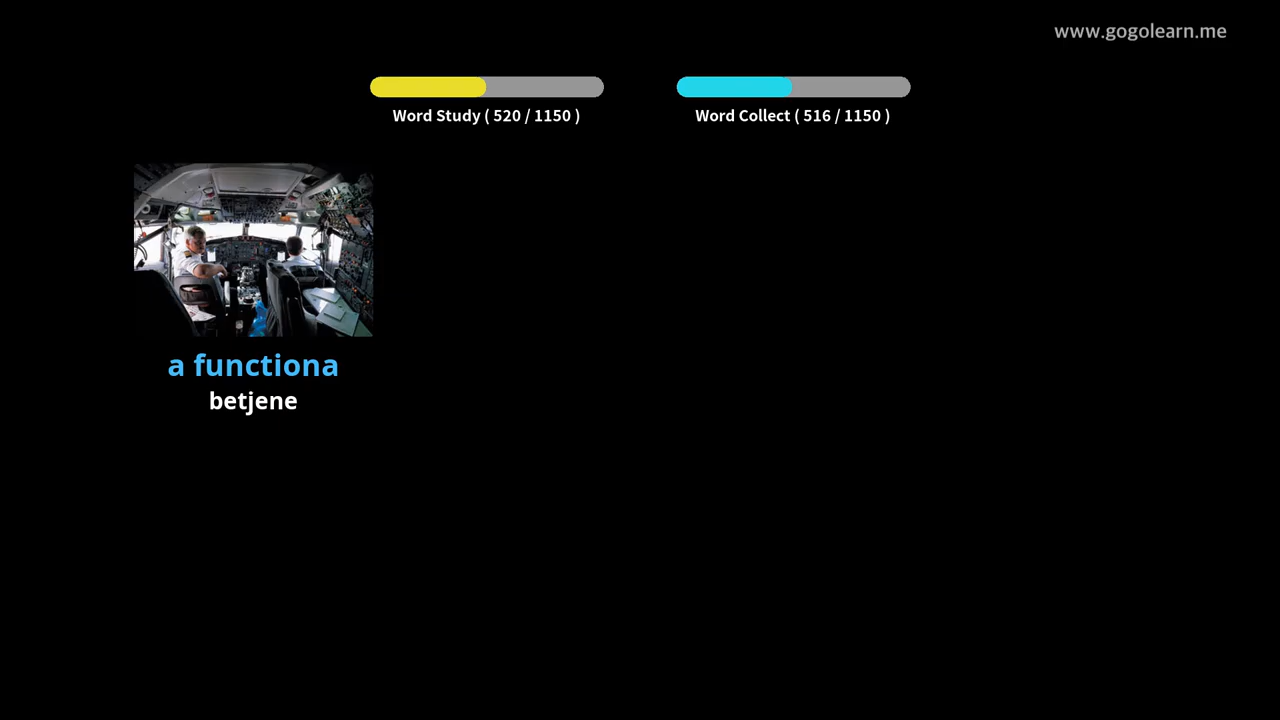 www.gogolearn.me
Word Study ( 520 / 1150 )
Word Collect ( 516 / 1150 )
a functiona
betjene